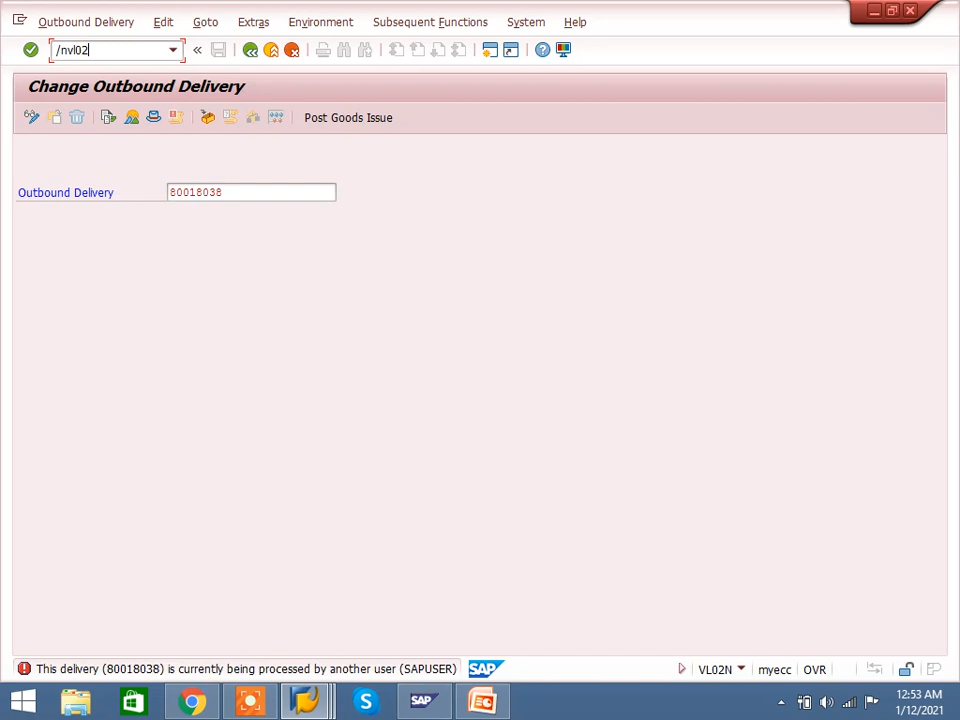 Outbound Delivery Edit Goto Extras Environment Subsequent Functions System Help
/nvl02
Change Outbound Delivery
Post Goods Issue
Outbound Delivery 80018038
This delivery (80018038) is currently being processed by another user (SAPUSER) SAP VL02N myecc OVR
S SAP
12:53 AM
1/12/2021